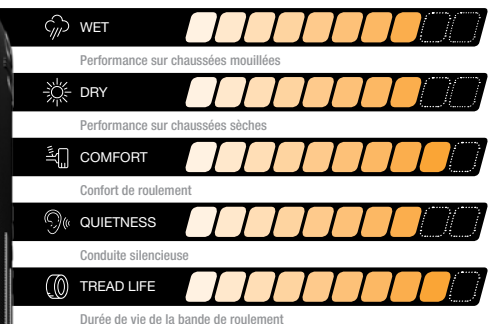 WET
Performance sur chaussées mouillées
DRY
Performance sur chaussées sèches
COMFORT
Confort de roulement
QUIETNESS
Conduite silencieuse
TREAD LIFE
Durée de vie de la bande de roulement